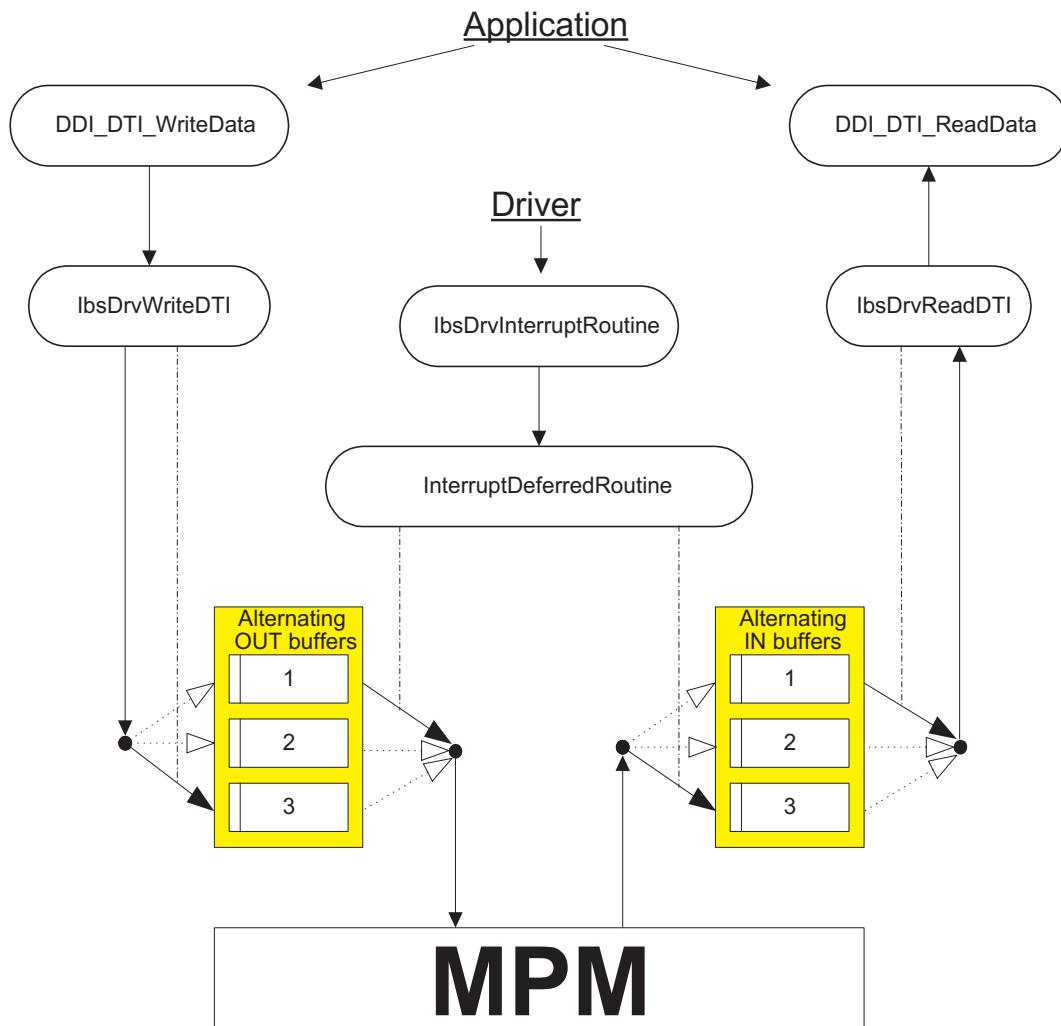 Application
DDI_DTI_WriteData
DDI_DTI_ReadData
Driver
IbsDrvWriteDTI
IbsDrvInterruptRoutine
IbsDrvReadDTI
InterruptDeferredRoutine
Alternating
OUT buffers
1
2
3
Alternating
IN buffers
1
2
3
MPM